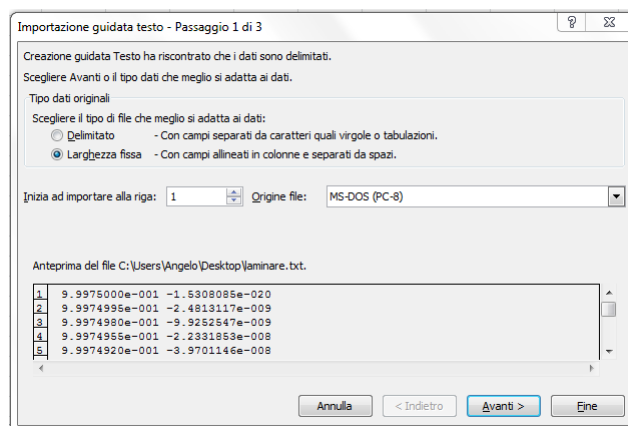 Importazione guidata testo - Passaggio 1 di 3
Creazione guidata Testo ha riscontrato che i dati sono delimitati.
Scegliere Avanti o il tipo dati che meglio si adatta ai dati.
Tipo dati originali
Scegliere il tipo di file che meglio si adatta ai dati:
Delimitato - Con campi separati da caratteri quali virgole o tabulazioni.
Larghezza fissa - Con campi allineati in colonne e separati da spazi.
Inizia ad importare alla riga: 1 Origine file: MS-DOS (PC-8)
Anteprima del file C:\Users\Angelo\Desktop\laminare.txt.
1 9.9975000e-001 -1.5308085e-020
2 9.9974995e-001 -2.4813117e-009
3 9.9974980e-001 -9.9252547e-009
4 9.9974955e-001 -2.2331853e-008
5 9.9974920e-001 -3.9701146e-008
Annulla < Indietro Avanti > Fine